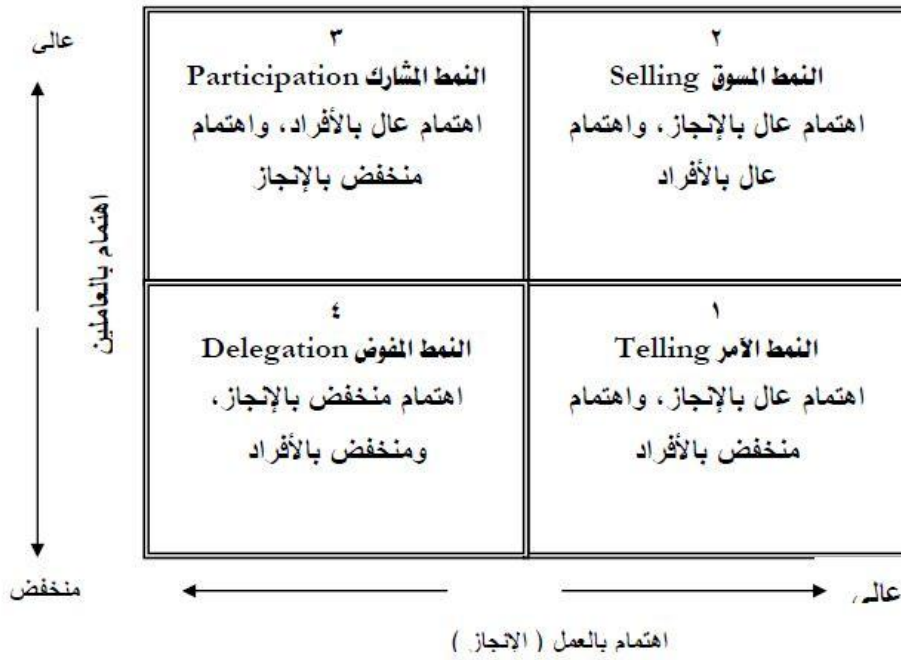 عالى
٢
النمط المسوق Selling
اهتمام عال بالإنجاز، واهتمام
عال بالأفراد
٣
النمط المشارك Participation
اهتمام عال بالأفراد، واهتمام
منخفض بالإنجاز
اهتمام بالعاملين
١
النمط الآمر Telling
اهتمام عال بالإنجاز، واهتمام
منخفض بالأفراد
٤
النمط المفوض Delegation
اهتمام منخفض بالإنجاز،
ومنخفض بالأفراد
عالى
منخفض
اهتمام بالعمل ( الإنجاز )